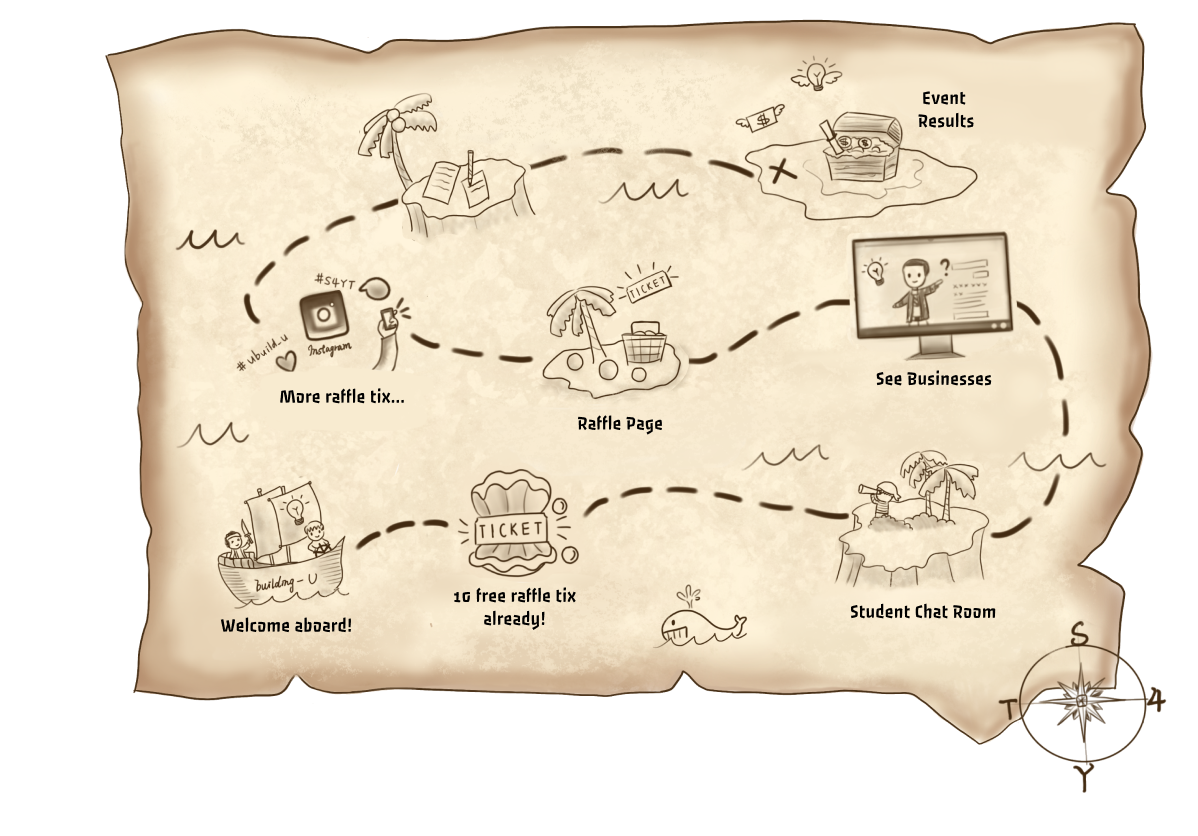 Event
Results
$
$
$
#S4YT
TICKET
?
#ubuild_u
Instagram
See Businesses
More raffle tix...
Raffle Page
TICKET
building-U
10 free raffle tix
already!
Student Chat Room
Welcome aboard!
S
T
4
Y